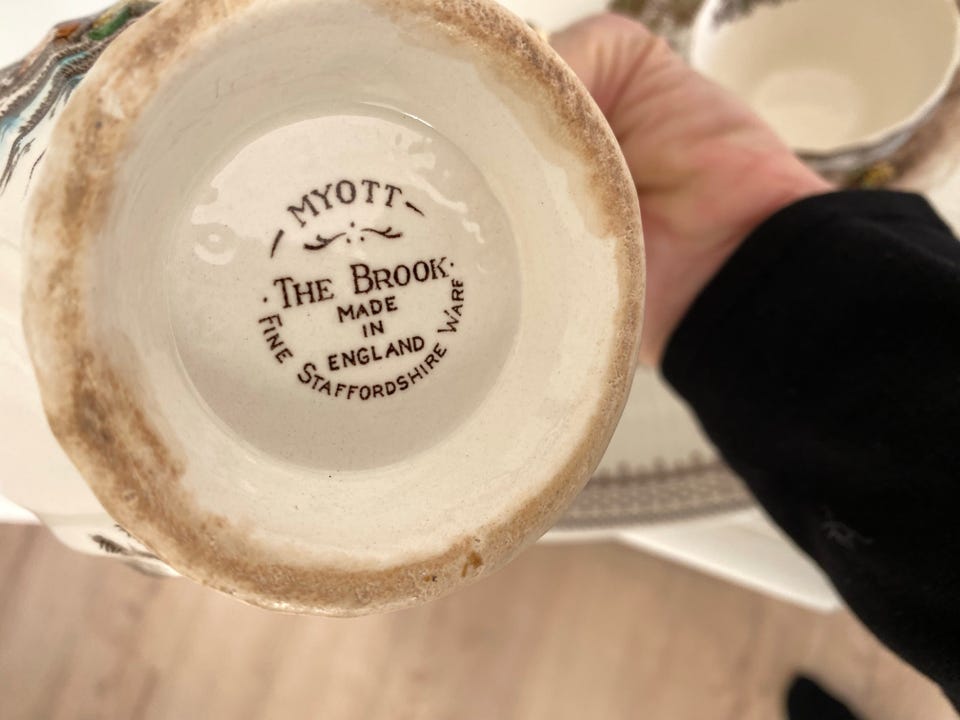 MYOTT
· THE BROOK ·
MADE
IN
ENGLAND
FINE STAFFORDSHIRE WARE